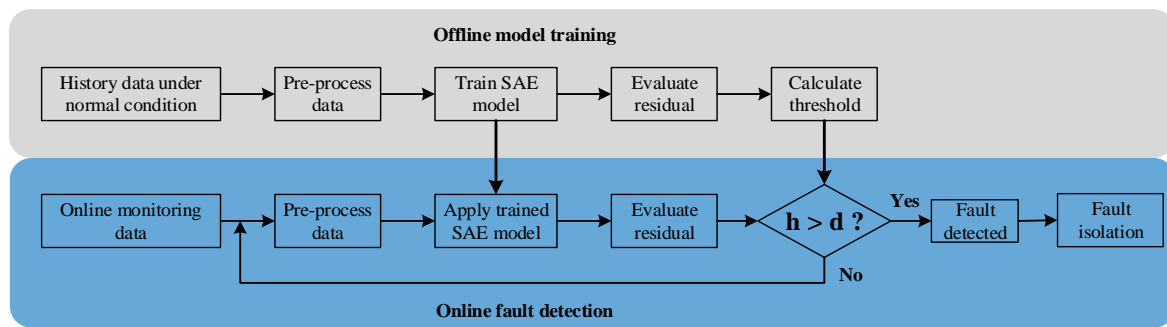 Offline model training
History data under
normal condition
Pre-process
data
Train SAE
model
Evaluate
residual
Calculate
threshold
Online monitoring
data
Pre-process
data
Apply trained
SAE model
Evaluate
residual
h > d ?
Yes
No
Fault
detected
Fault
isolation
Online fault detection